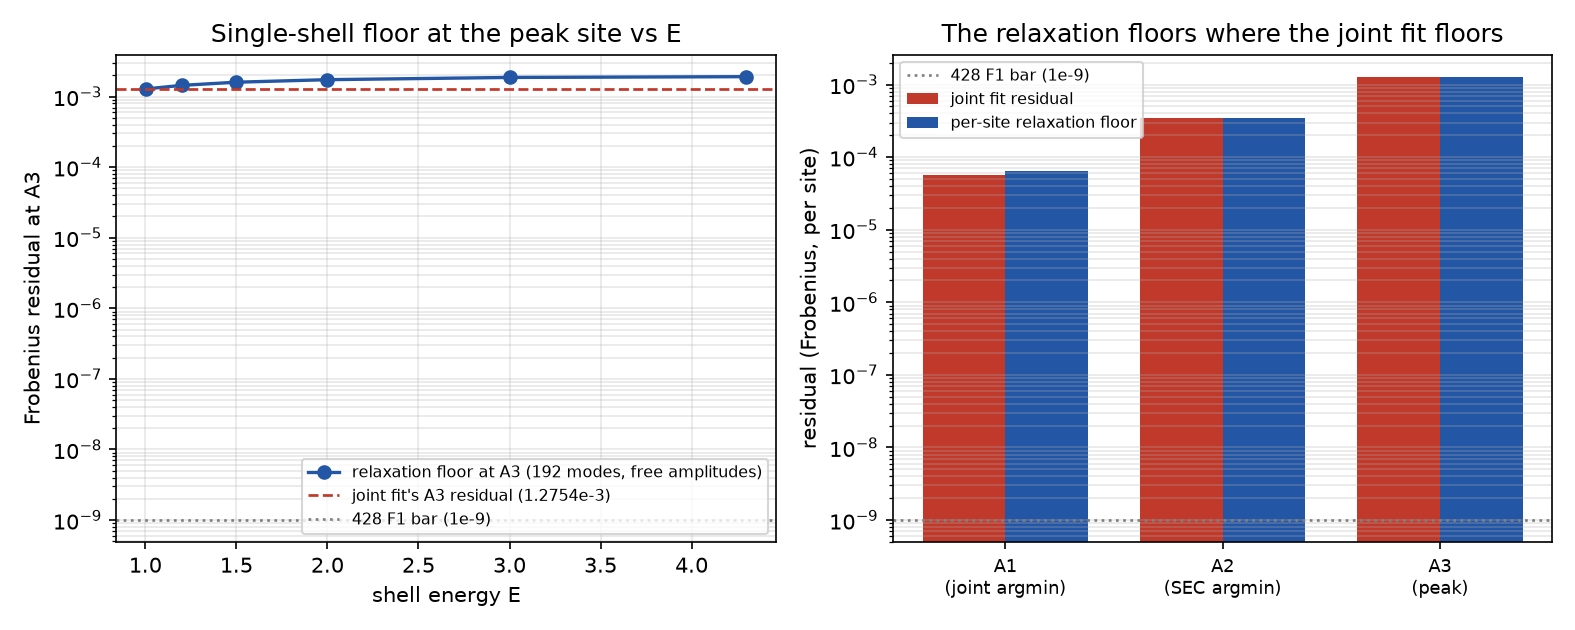 Single-shell floor at the peak site vs E
Frobenius residual at A3
10⁻³
10⁻⁴
10⁻⁵
10⁻⁶
10⁻⁷
10⁻⁸
10⁻⁹
relaxation floor at A3 (192 modes, free amplitudes)
joint fit's A3 residual (1.2754e-3)
428 F1 bar (1e-9)
1.0 1.5 2.0 2.5 3.0 3.5 4.0
shell energy E
The relaxation floors where the joint fit floors
residual (Frobenius, per site)
10⁻³
10⁻⁴
10⁻⁵
10⁻⁶
10⁻⁷
10⁻⁸
10⁻⁹
428 F1 bar (1e-9)
joint fit residual
per-site relaxation floor
A1
(joint argmin)
A2
(SEC argmin)
A3
(peak)